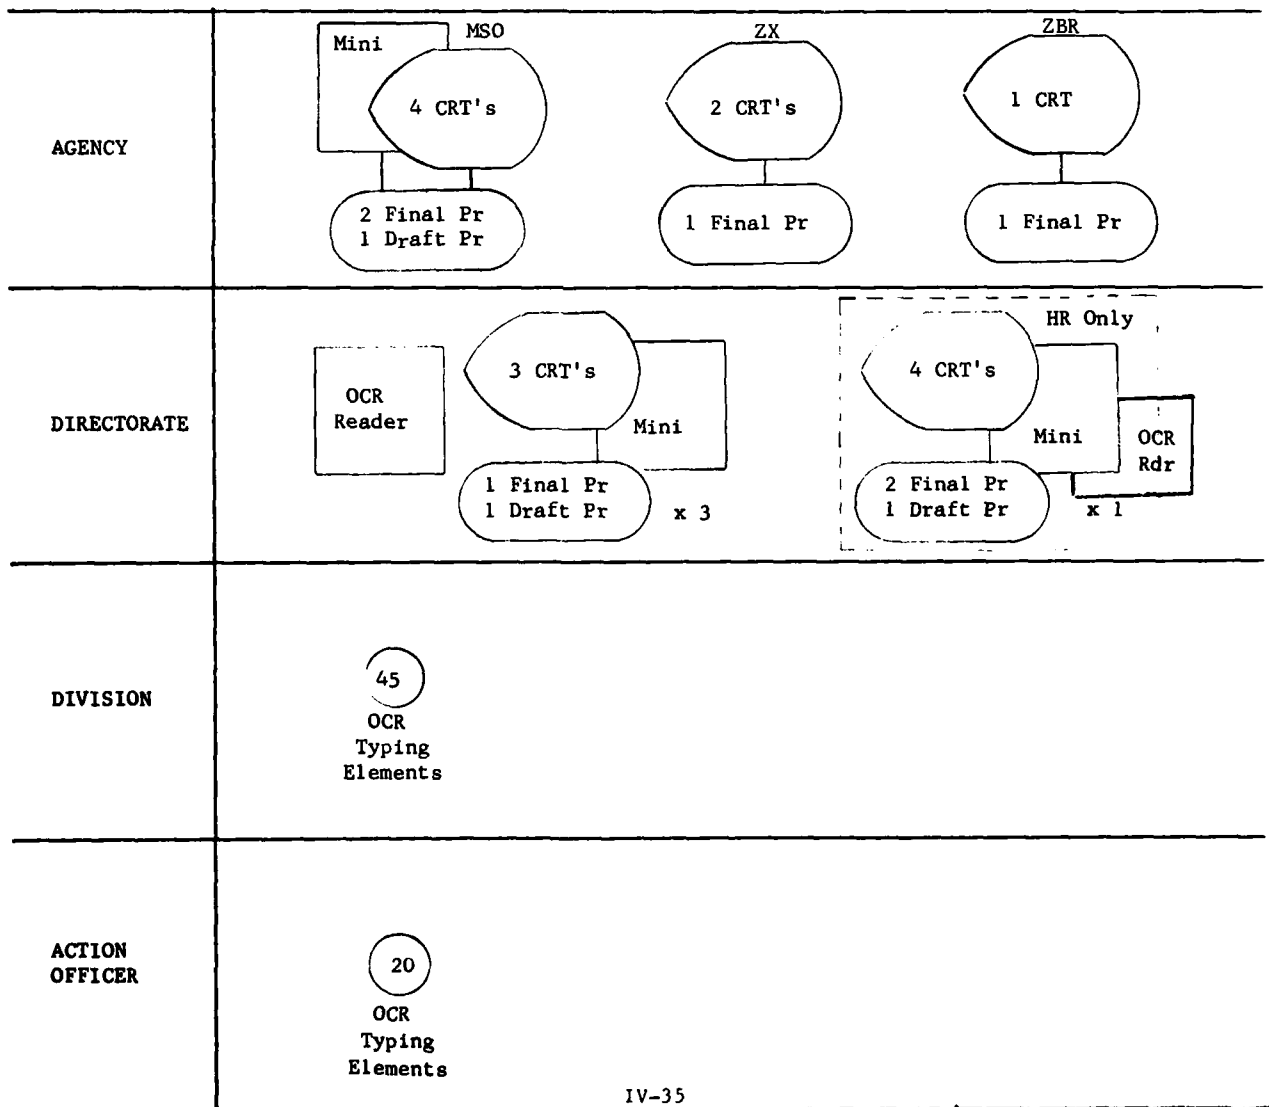 AGENCY
Mini
MSO
4 CRT's
2 Final Pr
1 Draft Pr
ZX
2 CRT's
1 Final Pr
ZBR
1 CRT
1 Final Pr
DIRECTORATE
OCR
Reader
3 CRT's
Mini
1 Final Pr
1 Draft Pr
x 3
HR Only
4 CRT's
Mini
OCR
Rdr
2 Final Pr
1 Draft Pr
x 1
DIVISION
45
OCR
Typing
Elements
ACTION
OFFICER
20
OCR
Typing
Elements
IV-35